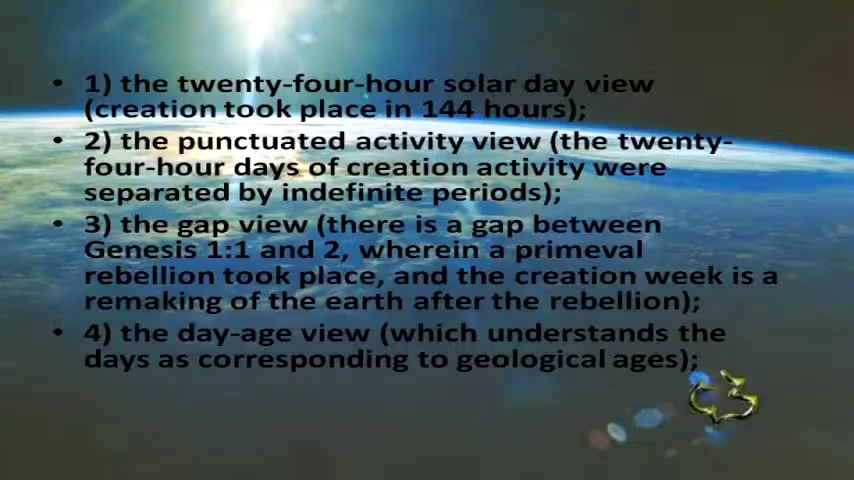 • 1) the twenty-four-hour solar day view
(creation took place in 144 hours);
• 2) the punctuated activity view (the twenty-
four-hour days of creation activity were
separated by indefinite periods);
• 3) the gap view (there is a gap between
Genesis 1:1 and 2, wherein a primeval
rebellion took place, and the creation week is a
remaking of the earth after the rebellion);
• 4) the day-age view (which understands the
days as corresponding to geological ages);